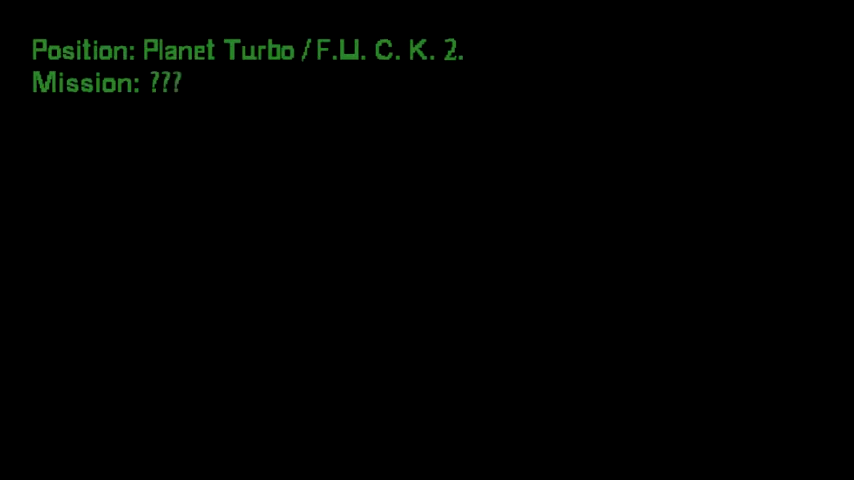 Position: Planet Turbo / F.U. C. K. 2.
Mission: ???